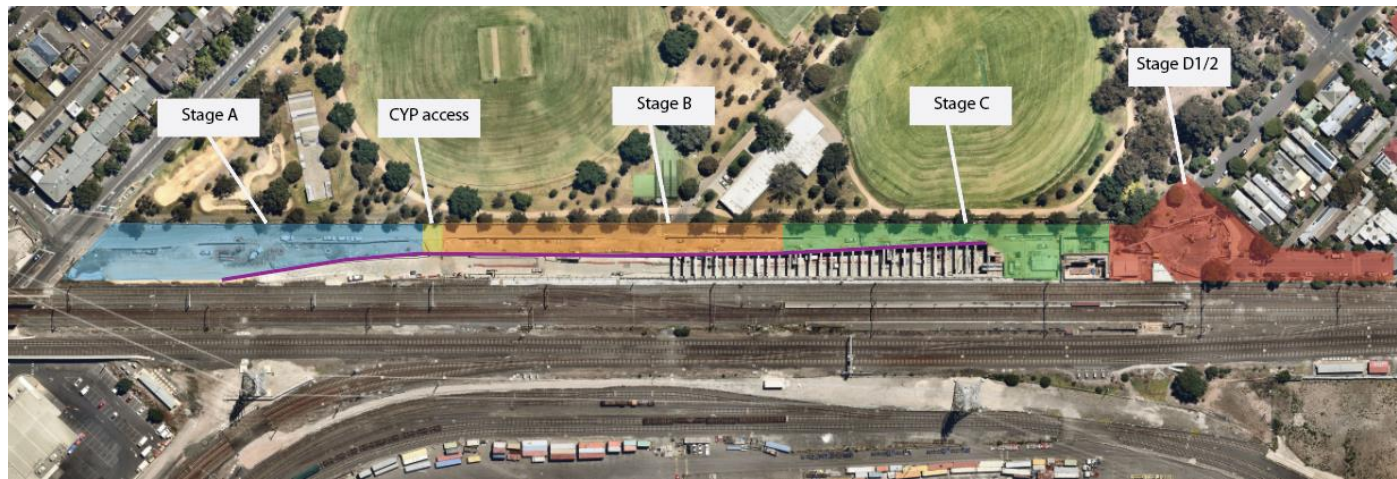 Stage A
CYP access
Stage B
Stage C
Stage D1/2